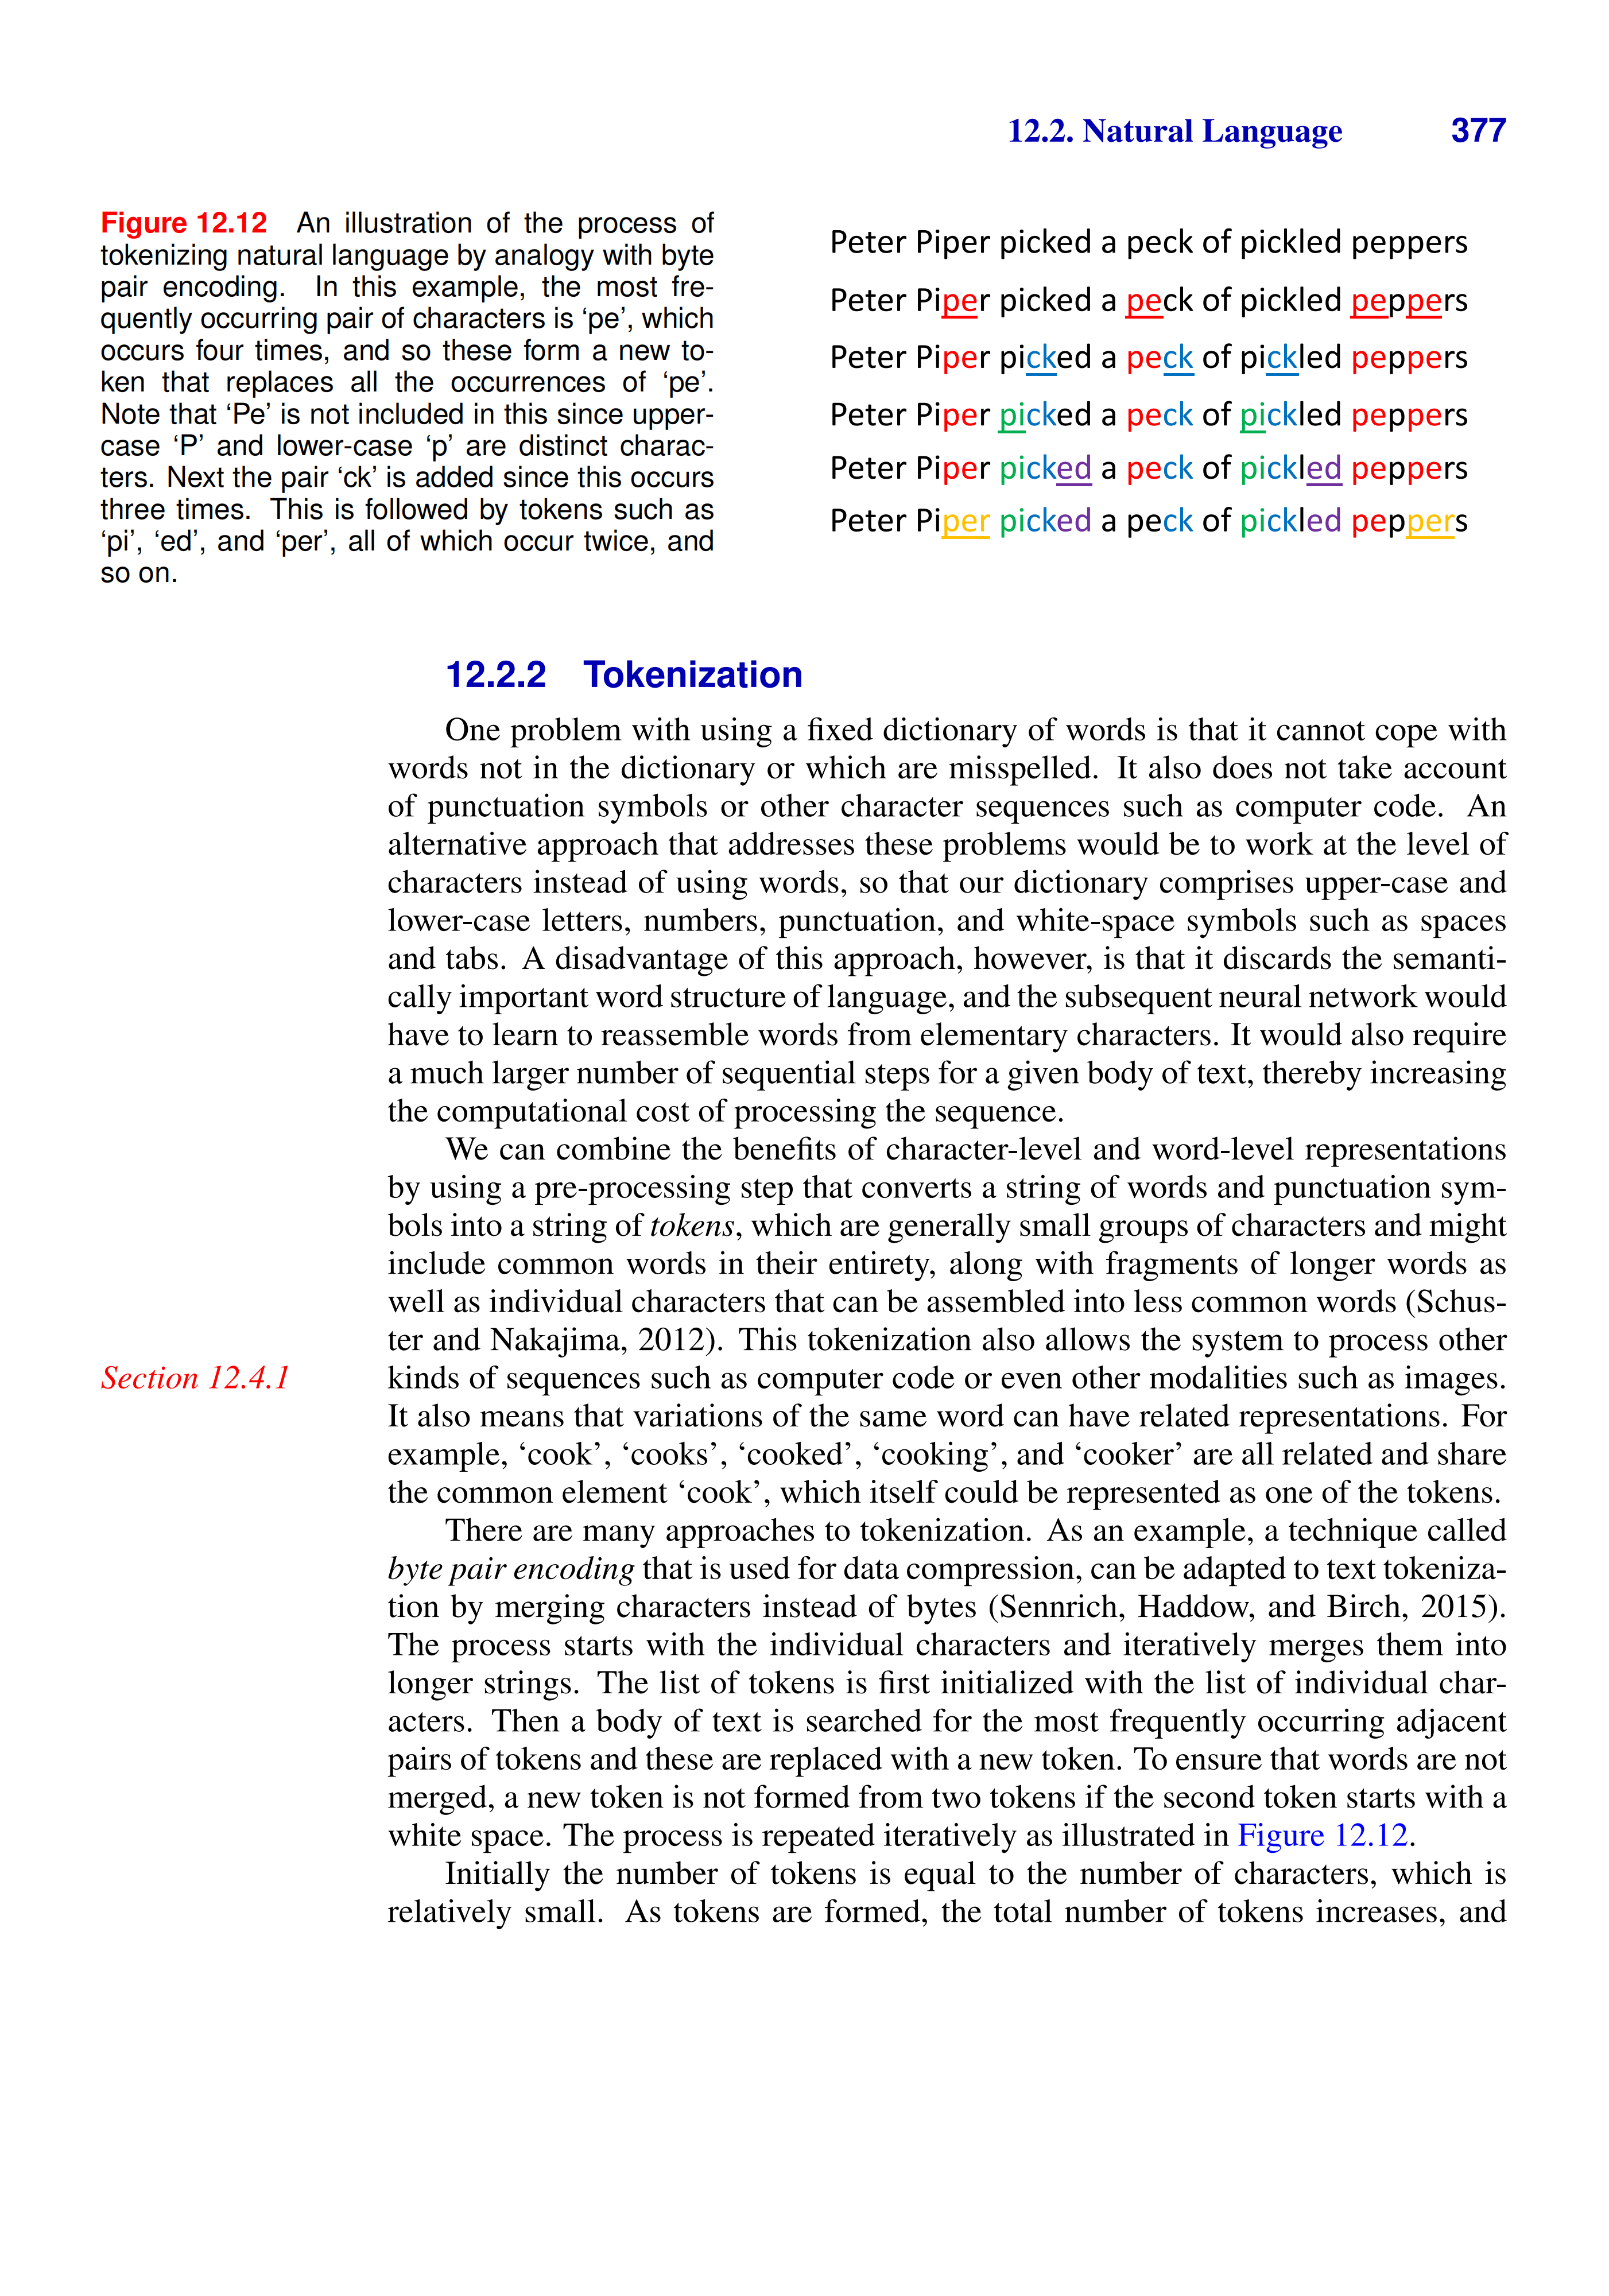 12.2. Natural Language 377
Figure 12.12 An illustration of the process of
tokenizing natural language by analogy with byte
pair encoding. In this example, the most fre-
quently occurring pair of characters is ‘pe’, which
occurs four times, and so these form a new to-
ken that replaces all the occurrences of ‘pe’.
Note that ‘Pe’ is not included in this since upper-
case ‘P’ and lower-case ‘p’ are distinct charac-
ters. Next the pair ‘ck’ is added since this occurs
three times. This is followed by tokens such as
‘pi’, ‘ed’, and ‘per’, all of which occur twice, and
so on.
Peter Piper picked a peck of pickled peppers
Peter Piper picked a peck of pickled peppers
Peter Piper picked a peck of pickled peppers
Peter Piper picked a peck of pickled peppers
Peter Piper picked a peck of pickled peppers
Peter Piper picked a peck of pickled peppers
12.2.2 Tokenization
One problem with using a fixed dictionary of words is that it cannot cope with
words not in the dictionary or which are misspelled. It also does not take account
of punctuation symbols or other character sequences such as computer code. An
alternative approach that addresses these problems would be to work at the level of
characters instead of using words, so that our dictionary comprises upper-case and
lower-case letters, numbers, punctuation, and white-space symbols such as spaces
and tabs. A disadvantage of this approach, however, is that it discards the semanti-
cally important word structure of language, and the subsequent neural network would
have to learn to reassemble words from elementary characters. It would also require
a much larger number of sequential steps for a given body of text, thereby increasing
the computational cost of processing the sequence.
We can combine the benefits of character-level and word-level representations
by using a pre-processing step that converts a string of words and punctuation sym-
bols into a string of tokens, which are generally small groups of characters and might
include common words in their entirety, along with fragments of longer words as
well as individual characters that can be assembled into less common words (Schus-
ter and Nakajima, 2012). This tokenization also allows the system to process other
Section 12.4.1
kinds of sequences such as computer code or even other modalities such as images.
It also means that variations of the same word can have related representations. For
example, ‘cook’, ‘cooks’, ‘cooked’, ‘cooking’, and ‘cooker’ are all related and share
the common element ‘cook’, which itself could be represented as one of the tokens.
There are many approaches to tokenization. As an example, a technique called
byte pair encoding that is used for data compression, can be adapted to text tokeniza-
tion by merging characters instead of bytes (Sennrich, Haddow, and Birch, 2015).
The process starts with the individual characters and iteratively merges them into
longer strings. The list of tokens is first initialized with the list of individual char-
acters. Then a body of text is searched for the most frequently occurring adjacent
pairs of tokens and these are replaced with a new token. To ensure that words are not
merged, a new token is not formed from two tokens if the second token starts with a
white space. The process is repeated iteratively as illustrated in Figure 12.12.
Initially the number of tokens is equal to the number of characters, which is
relatively small. As tokens are formed, the total number of tokens increases, and